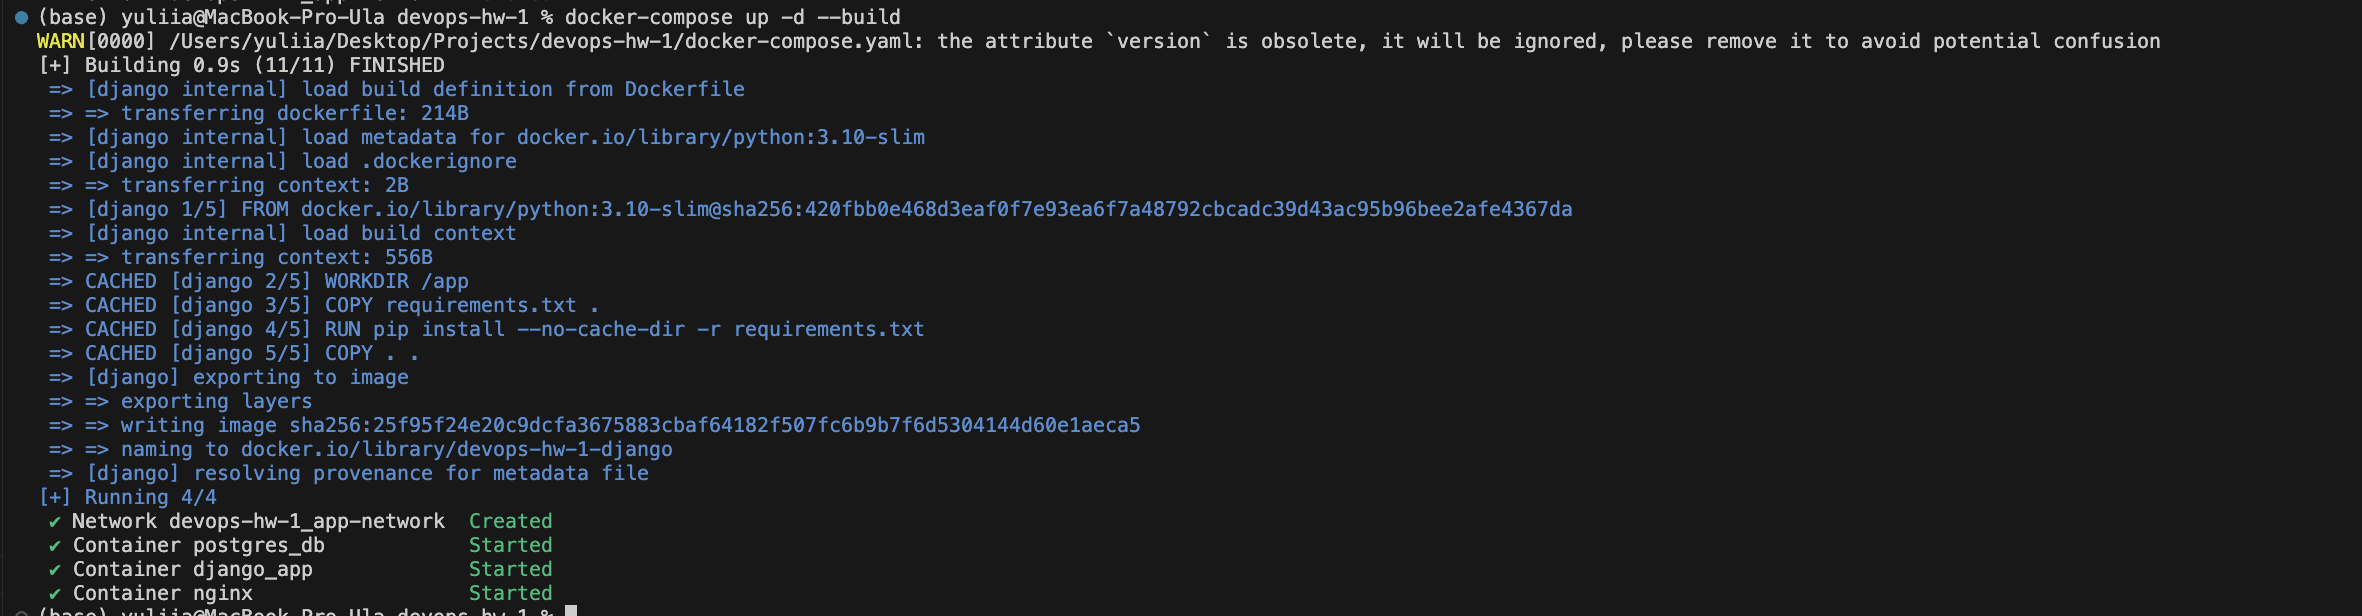 (base) yuliia@MacBook-Pro-Ula devops-hw-1 % docker-compose up -d --build
WARN[0000] /Users/yuliia/Desktop/Projects/devops-hw-1/docker-compose.yaml: the attribute `version` is obsolete, it will be ignored, please remove it to avoid potential confusion
[+] Building 0.9s (11/11) FINISHED
=> [django internal] load build definition from Dockerfile
=> => transferring dockerfile: 214B
=> [django internal] load metadata for docker.io/library/python:3.10-slim
=> [django internal] load .dockerignore
=> => transferring context: 2B
=> [django 1/5] FROM docker.io/library/python:3.10-slim@sha256:420fbb0e468d3eaf0f7e93ea6f7a48792cbcadc39d43ac95b96bee2afe4367da
=> [django internal] load build context
=> => transferring context: 556B
=> CACHED [django 2/5] WORKDIR /app
=> CACHED [django 3/5] COPY requirements.txt .
=> CACHED [django 4/5] RUN pip install --no-cache-dir -r requirements.txt
=> CACHED [django 5/5] COPY . .
=> [django] exporting to image
=> => exporting layers
=> => writing image sha256:25f95f24e20c9dcfa3675883cbaf64182f507fc6b9b7f6d5304144d60e1aeca5
=> => naming to docker.io/library/devops-hw-1-django
=> [django] resolving provenance for metadata file
[+] Running 4/4
✔ Network devops-hw-1_app-network Created
✔ Container postgres_db Started
✔ Container django_app Started
✔ Container nginx Started
(base) yuliia@MacBook-Pro-Ula devops-hw-1 %